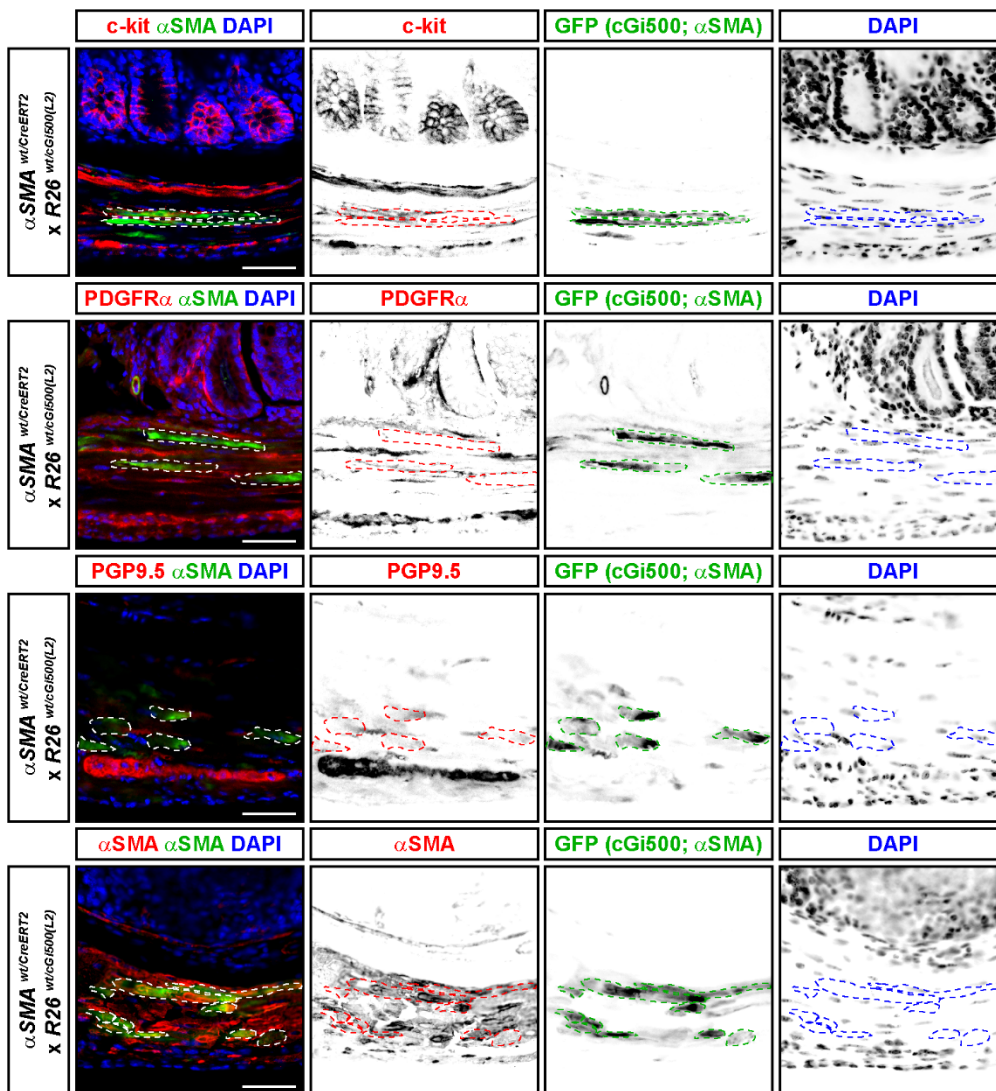 c-kit αSMA DAPI
c-kit
GFP (cGi500; αSMA)
DAPI
αSMA wt/CreERT2
x R26 wt/cGI500(L2)
PDGFRα αSMA DAPI
PDGFRα
GFP (cGi500; αSMA)
DAPI
αSMA wt/CreERT2
x R26 wt/cGI500(L2)
PGP9.5 αSMA DAPI
PGP9.5
GFP (cGi500; αSMA)
DAPI
αSMA wt/CreERT2
x R26 wt/cGI500(L2)
αSMA αSMA DAPI
αSMA
GFP (cGi500; αSMA)
DAPI
αSMA wt/CreERT2
x R26 wt/cGI500(L2)